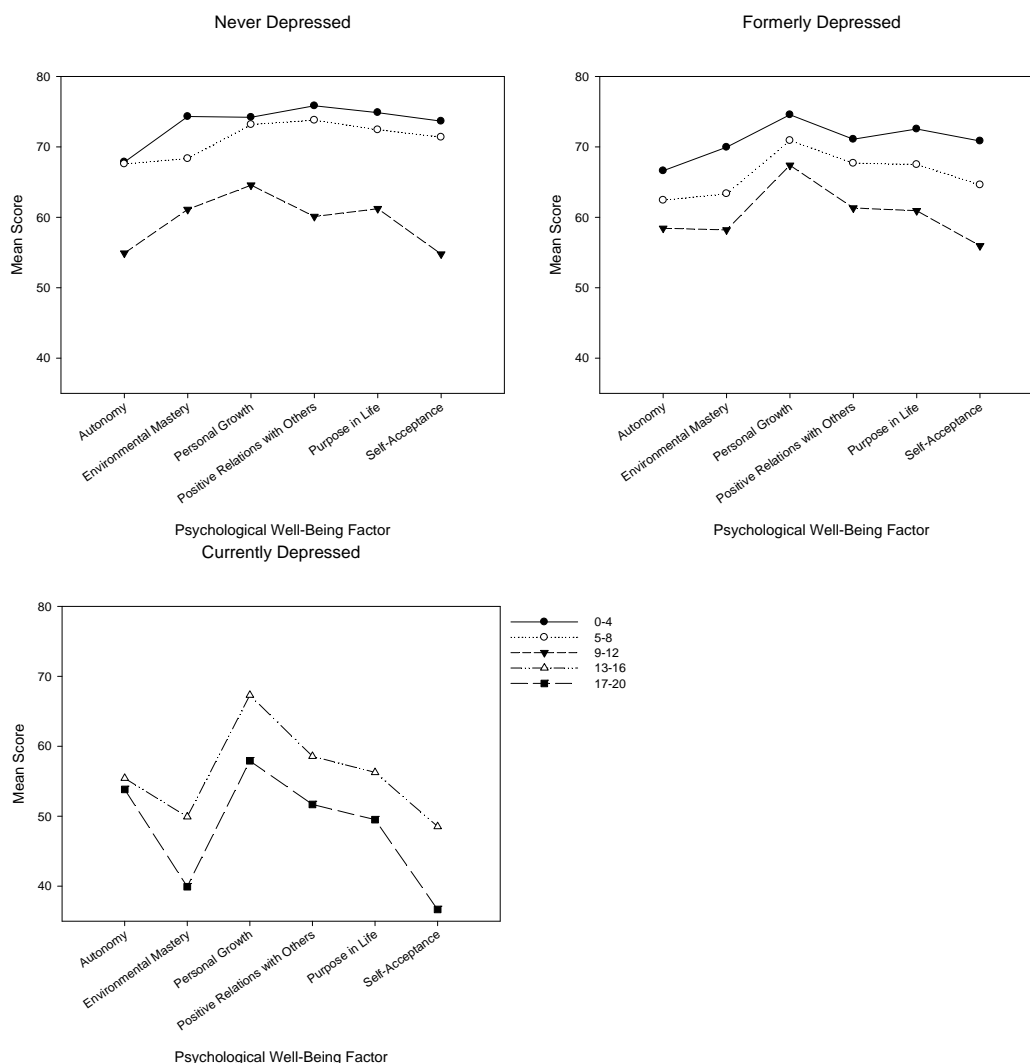 Never Depressed
80
70
60
50
40
Mean Score
Autonomy
Environmental Mastery
Personal Growth
Positive Relations with Others
Purpose in Life
Self-Acceptance
Psychological Well-Being Factor
Formerly Depressed
80
70
60
50
40
Mean Score
Autonomy
Environmental Mastery
Personal Growth
Positive Relations with Others
Purpose in Life
Self-Acceptance
Psychological Well-Being Factor
Currently Depressed
80
70
60
50
40
Mean Score
Autonomy
Environmental Mastery
Personal Growth
Positive Relations with Others
Purpose in Life
Self-Acceptance
Psychological Well-Being Factor
0-4
5-8
9-12
13-16
17-20